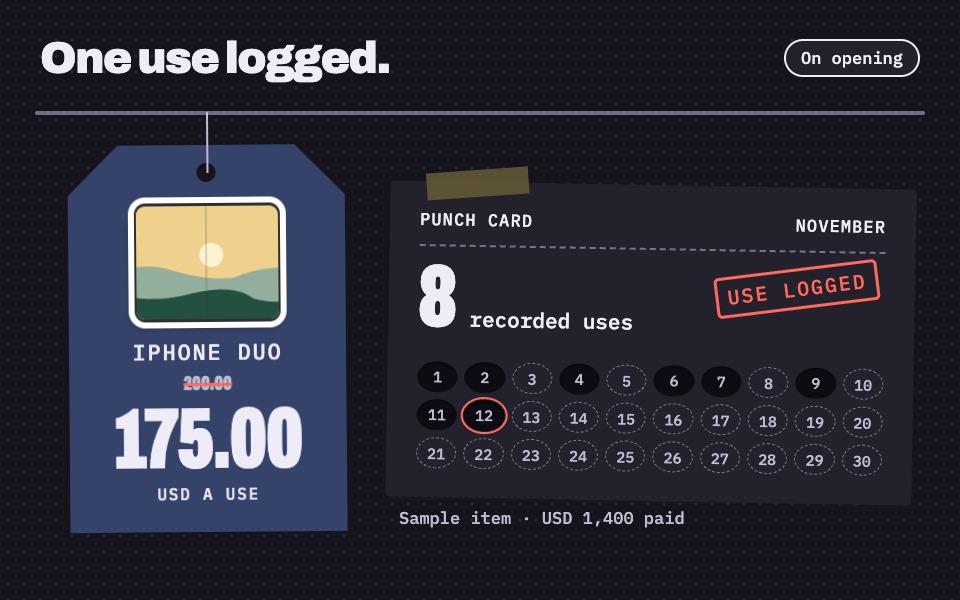 One use logged.
On opening
IPHONE DUO
200.00
175.00
USD A USE
PUNCH CARD
NOVEMBER
8 recorded uses
USE LOGGED
1 2 3 4 5 6 7 8 9 10
11 12 13 14 15 16 17 18 19 20
21 22 23 24 25 26 27 28 29 30
Sample item · USD 1,400 paid